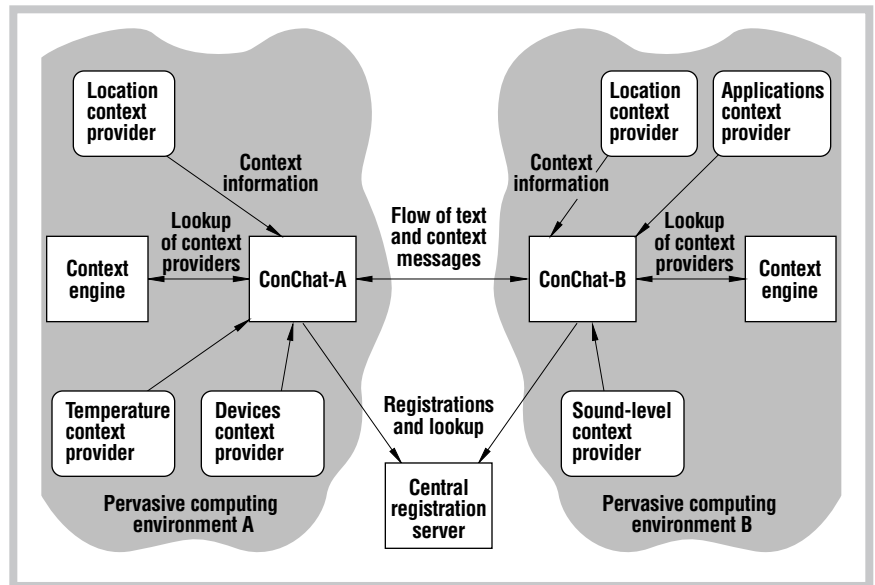 Location
context
provider
Context
information
Lookup
of context
providers
Context
engine
ConChat-A
Temperature
context
provider
Devices
context
provider
Pervasive computing
environment A
Flow of text
and context
messages
Registrations
and lookup
Central
registration
server
Location
context
provider
Applications
context
provider
Context
information
Lookup
of context
providers
ConChat-B
Context
engine
Sound-level
context
provider
Pervasive computing
environment B